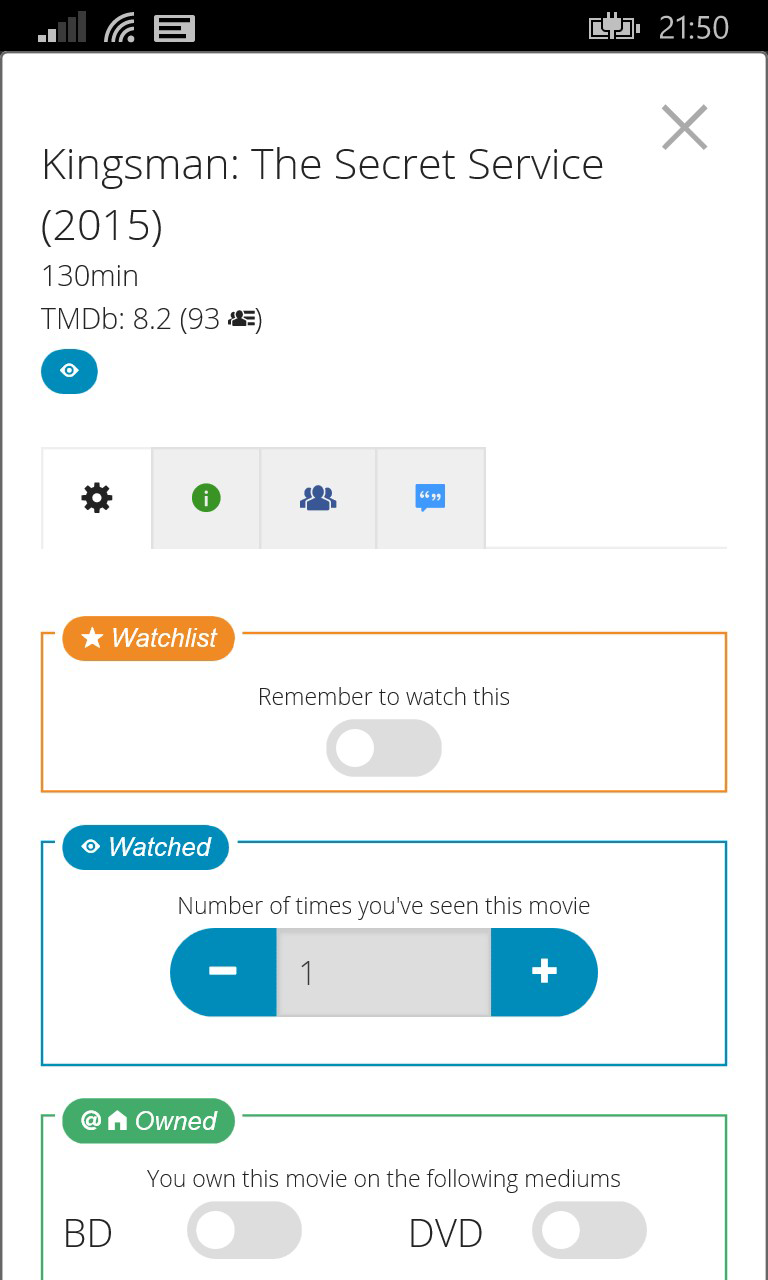 21:50
Kingsman: The Secret Service
(2015)
130min
TMDb: 8.2 (93 )
Watchlist
Remember to watch this
Watched
Number of times you've seen this movie
1
@ Owned
You own this movie on the following mediums
BD DVD